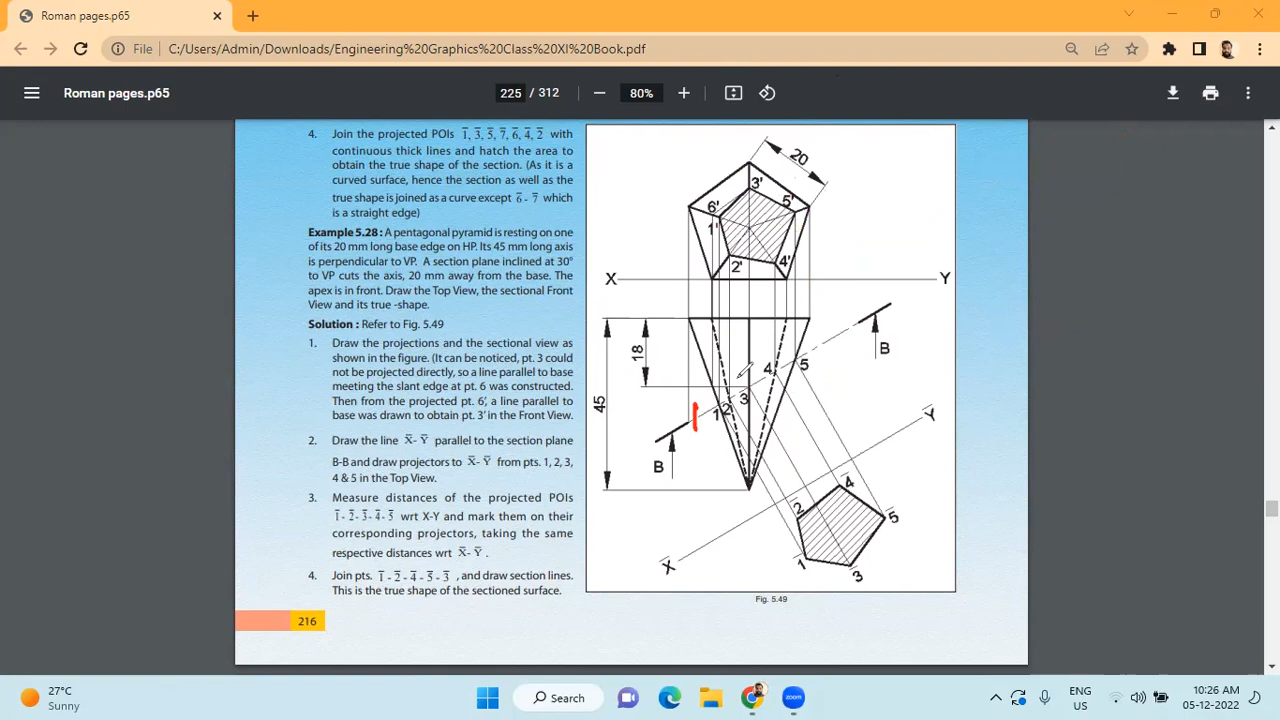 Roman pages.p65
File
C:/Users/Admin/Downloads/Engineering%20Graphics%20Class%20XI%20Book.pdf
Roman pages.p65
225 / 312
80%
4. Join the projected POIs 1̅, 3̅, 5̅, 7̅, 6̅, 4̅, 2̅ with
continuous thick lines and hatch the area to
obtain the true shape of the section. (As it is a
curved surface, hence the section as well as the
true shape is joined as a curve except 6̅ - 7̅ which
is a straight edge)
Example 5.28 : A pentagonal pyramid is resting on one
of its 20 mm long base edge on HP. Its 45 mm long axis
is perpendicular to VP. A section plane inclined at 30°
to VP cuts the axis, 20 mm away from the base. The
apex is in front. Draw the Top View, the sectional Front
View and its true -shape.
Solution : Refer to Fig. 5.49
1. Draw the projections and the sectional view as
shown in the figure. (It can be noticed, pt. 3 could
not be projected directly, so a line parallel to base
meeting the slant edge at pt. 6 was constructed.
Then from the projected pt. 6', a line parallel to
base was drawn to obtain pt. 3' in the Front View.
2. Draw the line X̅- Y̅ parallel to the section plane
B-B and draw projectors to X̅- Y̅ from pts. 1, 2, 3,
4 & 5 in the Top View.
3. Measure distances of the projected POIs
1̅ - 2̅ - 3̅ - 4̅ - 5̅ wrt X-Y and mark them on their
corresponding projectors, taking the same
respective distances wrt X̅- Y̅ .
4. Join pts. 1̅ - 2̅ - 4̅ - 5̅ - 3̅ , and draw section lines.
This is the true shape of the sectioned surface.
216
20
3'
6'
5'
1'
2'
4'
X
Y
18
45
B
4
5
3
1
2
B
Y̅
X̅
4̅
2̅
5̅
1̅
3̅
Fig. 5.49
27°C
Sunny
Search
zoom
ENG
US
10:26 AM
05-12-2022